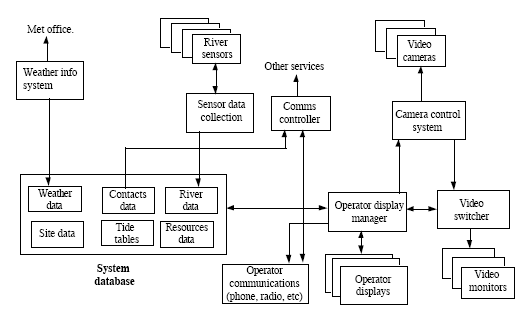 Met office.
Weather info
system
River
sensors
Sensor data
collection
Other services
Comms
controller
Video
cameras
Camera control
system
Weather
data
Contacts
data
River
data
Site data
Tide
tables
Resources
data
System
database
Operator display
manager
Video
switcher
Operator
communications
(phone, radio, etc)
Operator
displays
Video
monitors